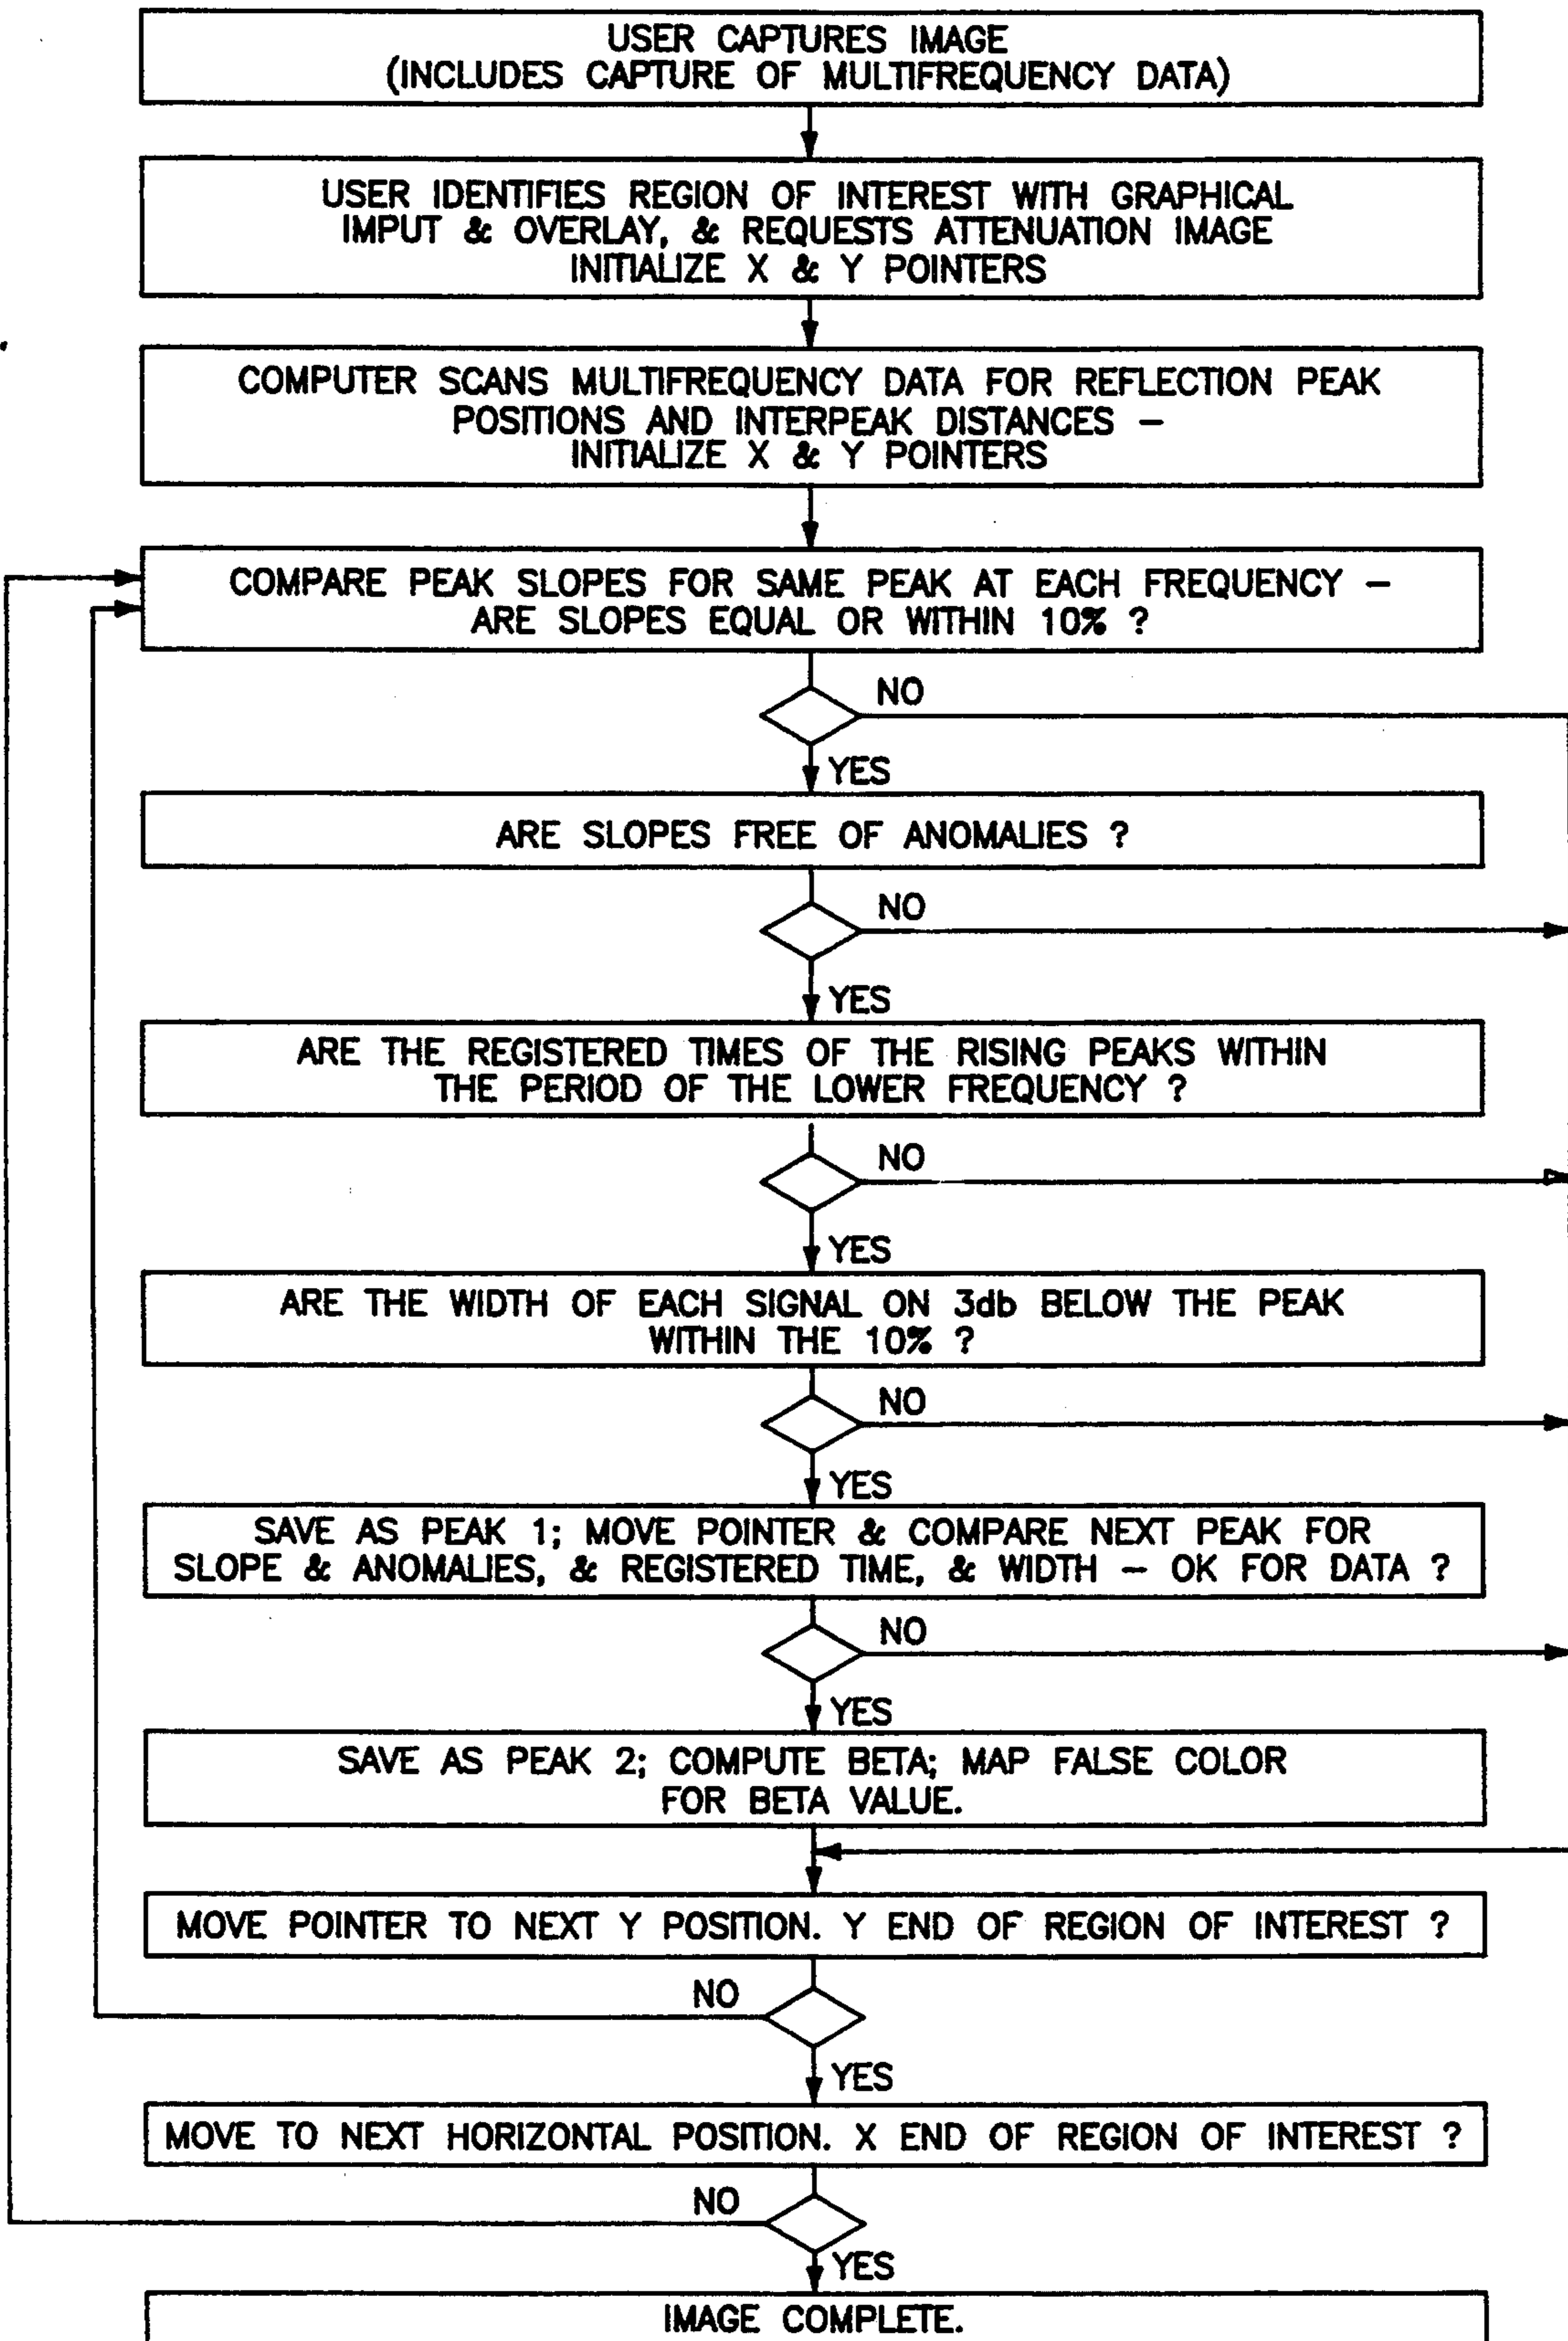 USER CAPTURES IMAGE
(INCLUDES CAPTURE OF MULTIFREQUENCY DATA)
USER IDENTIFIES REGION OF INTEREST WITH GRAPHICAL
IMPUT & OVERLAY, & REQUESTS ATTENUATION IMAGE
INITIALIZE X & Y POINTERS
COMPUTER SCANS MULTIFREQUENCY DATA FOR REFLECTION PEAK
POSITIONS AND INTERPEAK DISTANCES –
INITIALIZE X & Y POINTERS
COMPARE PEAK SLOPES FOR SAME PEAK AT EACH FREQUENCY –
ARE SLOPES EQUAL OR WITHIN 10% ?
NO
YES
ARE SLOPES FREE OF ANOMALIES ?
NO
YES
ARE THE REGISTERED TIMES OF THE RISING PEAKS WITHIN
THE PERIOD OF THE LOWER FREQUENCY ?
NO
YES
ARE THE WIDTH OF EACH SIGNAL ON 3db BELOW THE PEAK
WITHIN THE 10% ?
NO
YES
SAVE AS PEAK 1; MOVE POINTER & COMPARE NEXT PEAK FOR
SLOPE & ANOMALIES, & REGISTERED TIME, & WIDTH – OK FOR DATA ?
NO
YES
SAVE AS PEAK 2; COMPUTE BETA; MAP FALSE COLOR
FOR BETA VALUE.
MOVE POINTER TO NEXT Y POSITION. Y END OF REGION OF INTEREST ?
NO
YES
MOVE TO NEXT HORIZONTAL POSITION. X END OF REGION OF INTEREST ?
NO
YES
IMAGE COMPLETE.